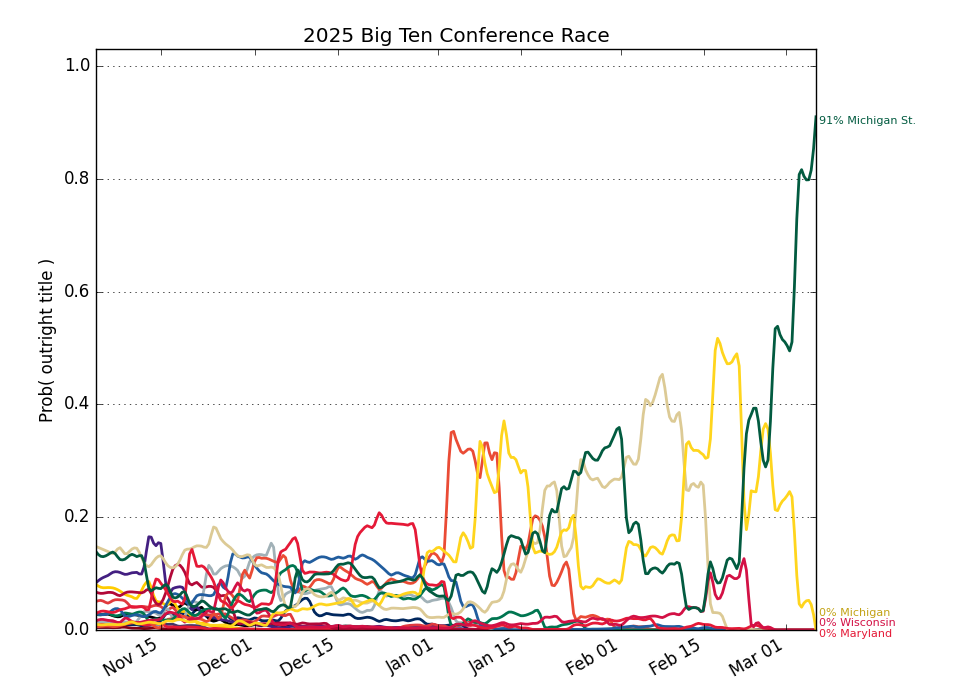 2025 Big Ten Conference Race
Prob( outright title )
1.0
0.8
0.6
0.4
0.2
0.0
91% Michigan St.
0% Michigan
0% Wisconsin
0% Maryland
Nov 15
Dec 01
Dec 15
Jan 01
Jan 15
Feb 01
Feb 15
Mar 01